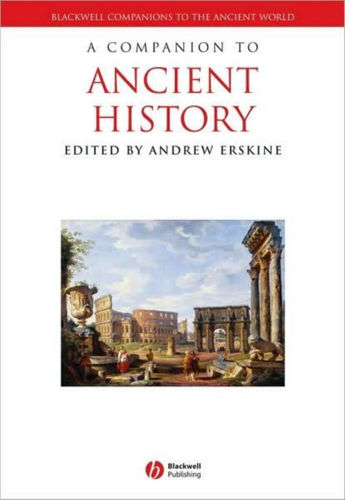 BLACKWELL COMPANIONS TO THE ANCIENT WORLD
A COMPANION TO
ANCIENT
HISTORY
EDITED BY ANDREW ERSKINE
Blackwell
Publishing